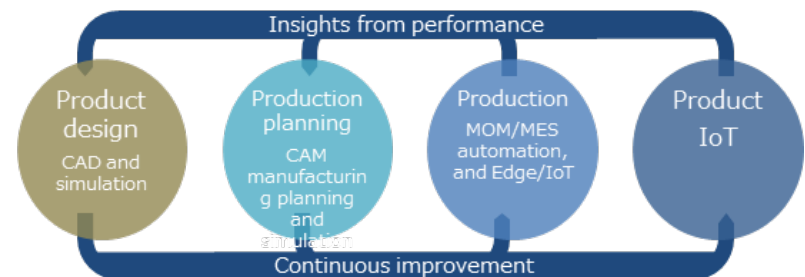 Insights from performance
Product
design
CAD and
simulation
Production
planning
CAM
manufacturin
g planning
and
simulation
Production
MOM/MES
automation,
and Edge/IoT
Product
IoT
Continuous improvement